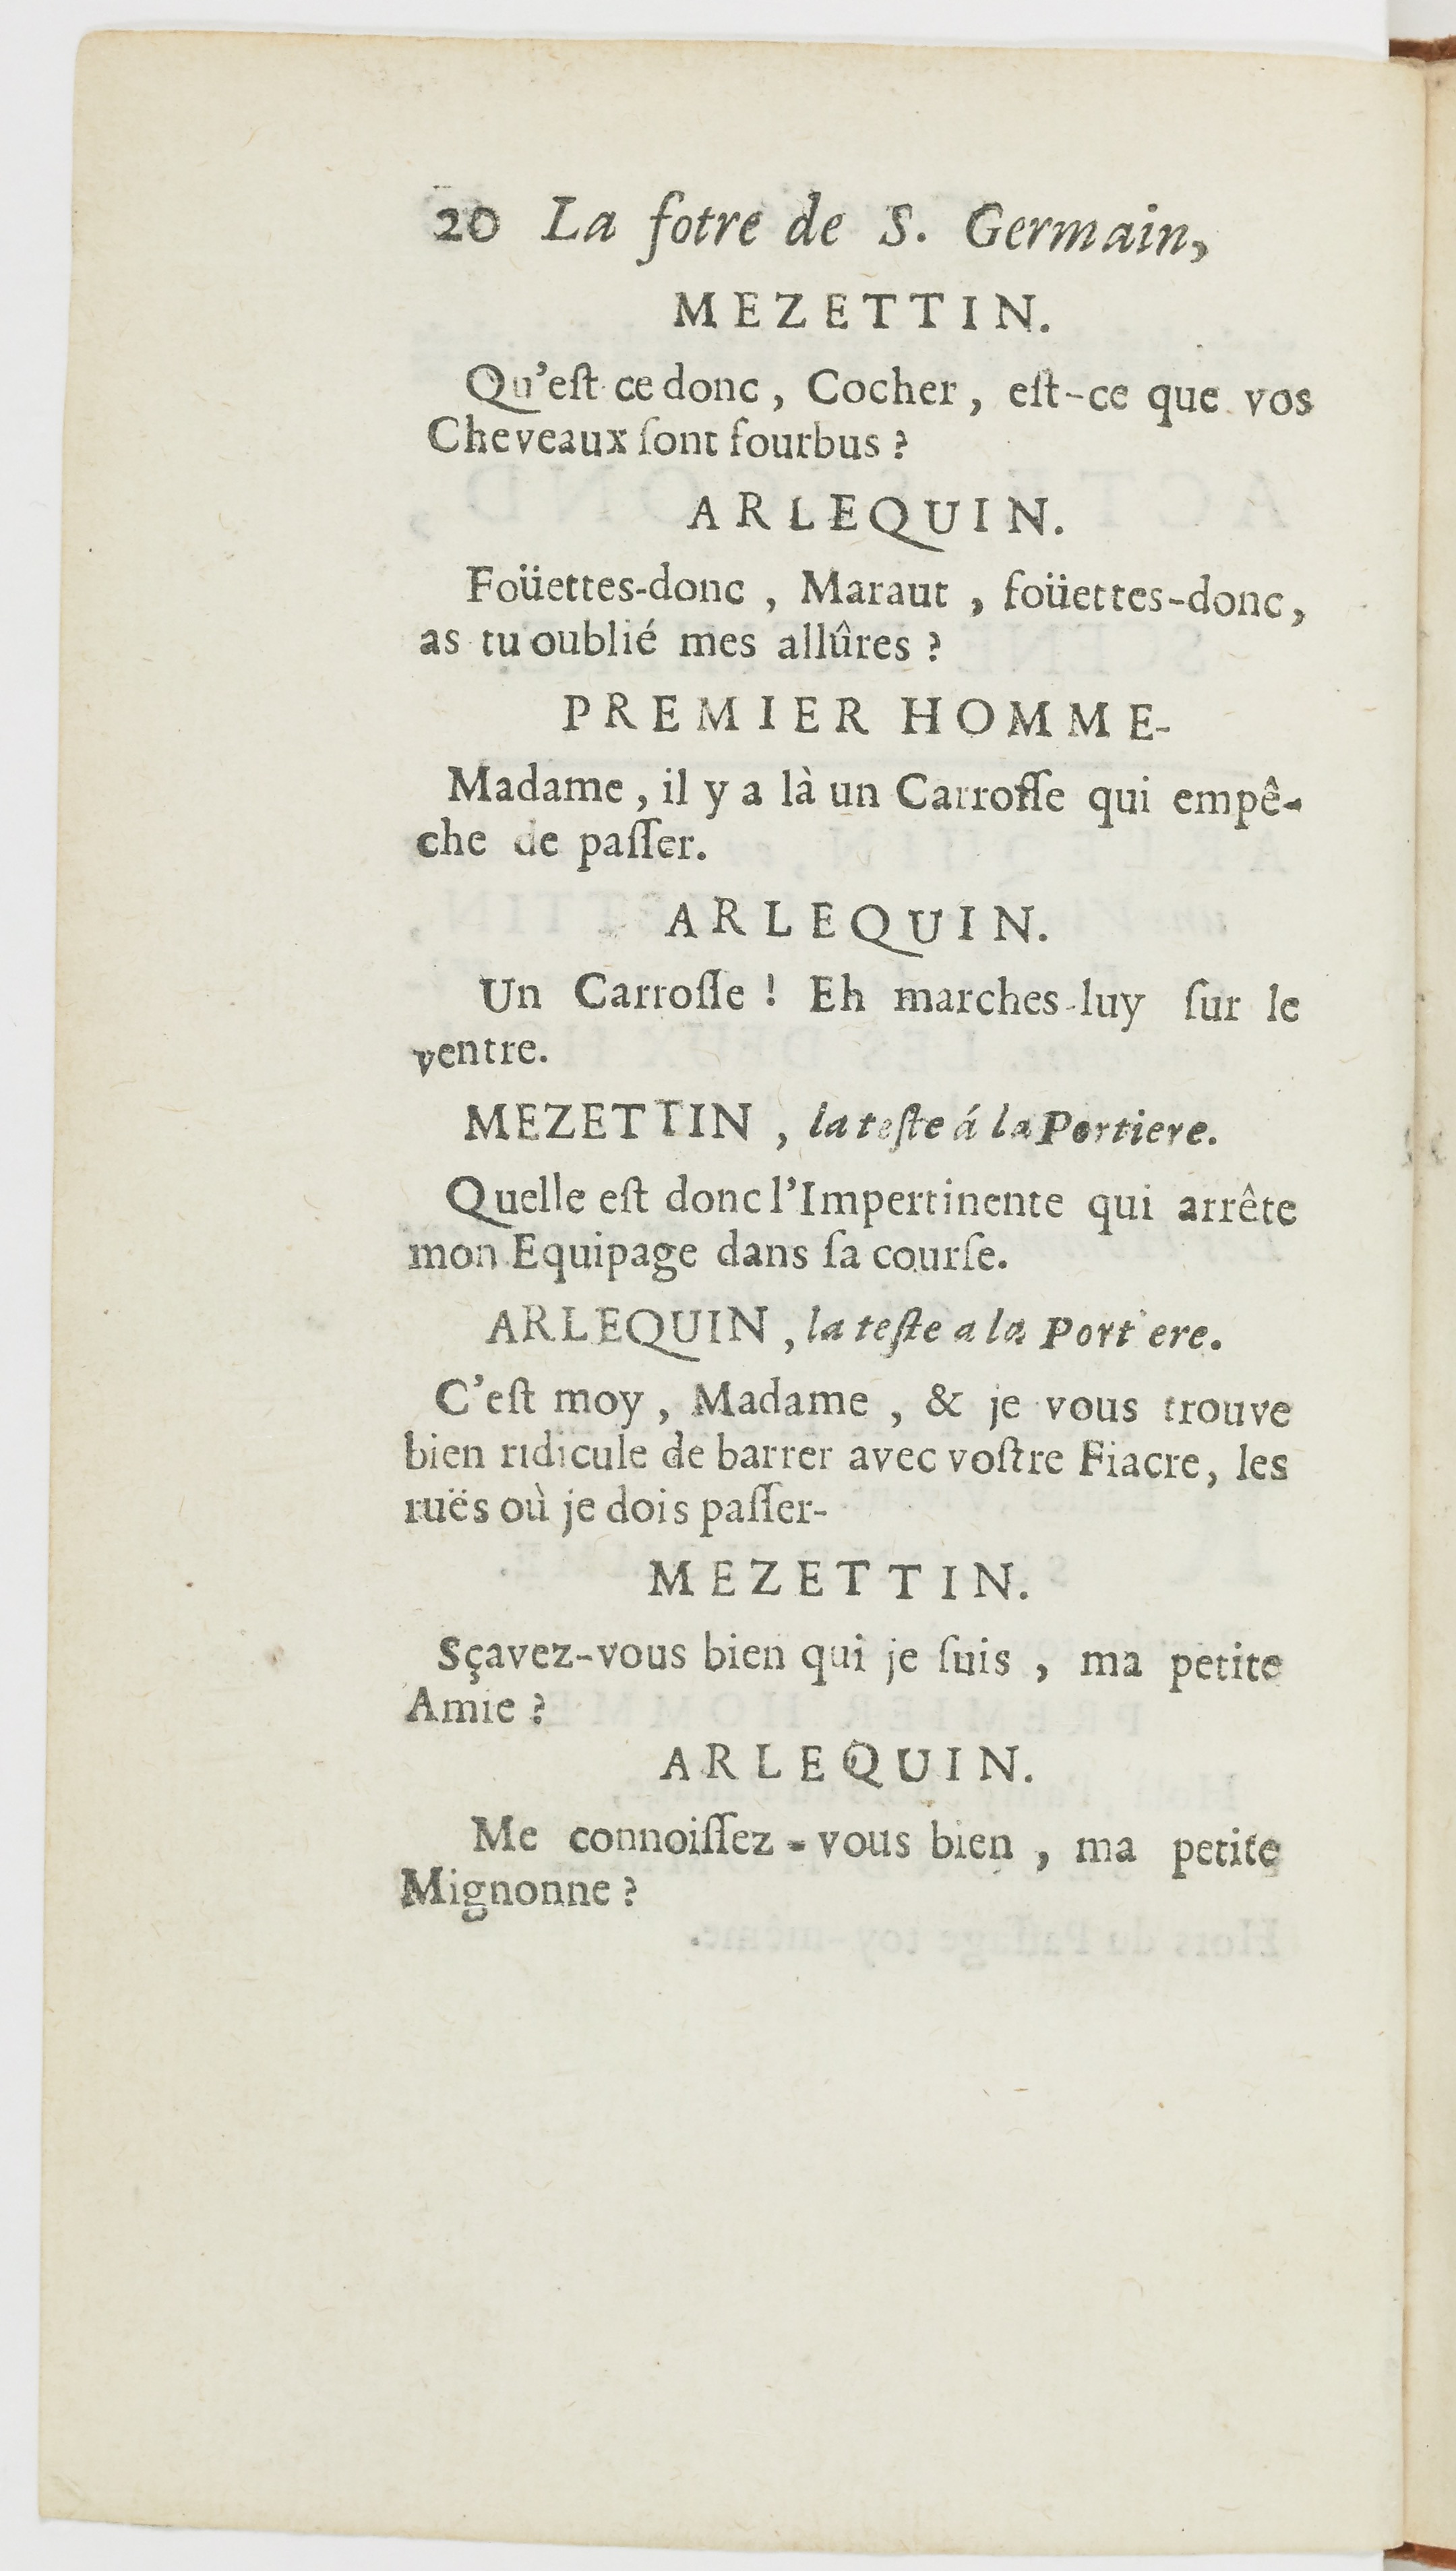 20 La fotre de S. Germain,
MEZETTIN.
Qu'eſt ce donc, Cocher, eſt-ce que vos
Cheveaux ſont fourbus ?
ARLEQUIN.
Foüettes-donc, Maraut, foüettes-donc,
as tu oublié mes allûres ?
PREMIER HOMME-
Madame, il y a là un Carroſſe qui empê-
che de paſſer.
ARLEQUIN.
Un Carroſſe ! Eh marches-luy ſur le
ventre.
MEZETTIN, la teſte á la Portiere.
Quelle eſt donc l'Impertinente qui arrête
mon Equipage dans ſa courſe.
ARLEQUIN, la teſte a la Port ere.
C'eſt moy, Madame, & je vous trouve
bien ridicule de barrer avec voſtre Fiacre, les
ruës où je dois paſſer-
MEZETTIN.
Sçavez-vous bien qui je ſuis, ma petite
Amie ?
ARLEQUIN.
Me connoiſſez-vous bien, ma petite
Mignonne ?